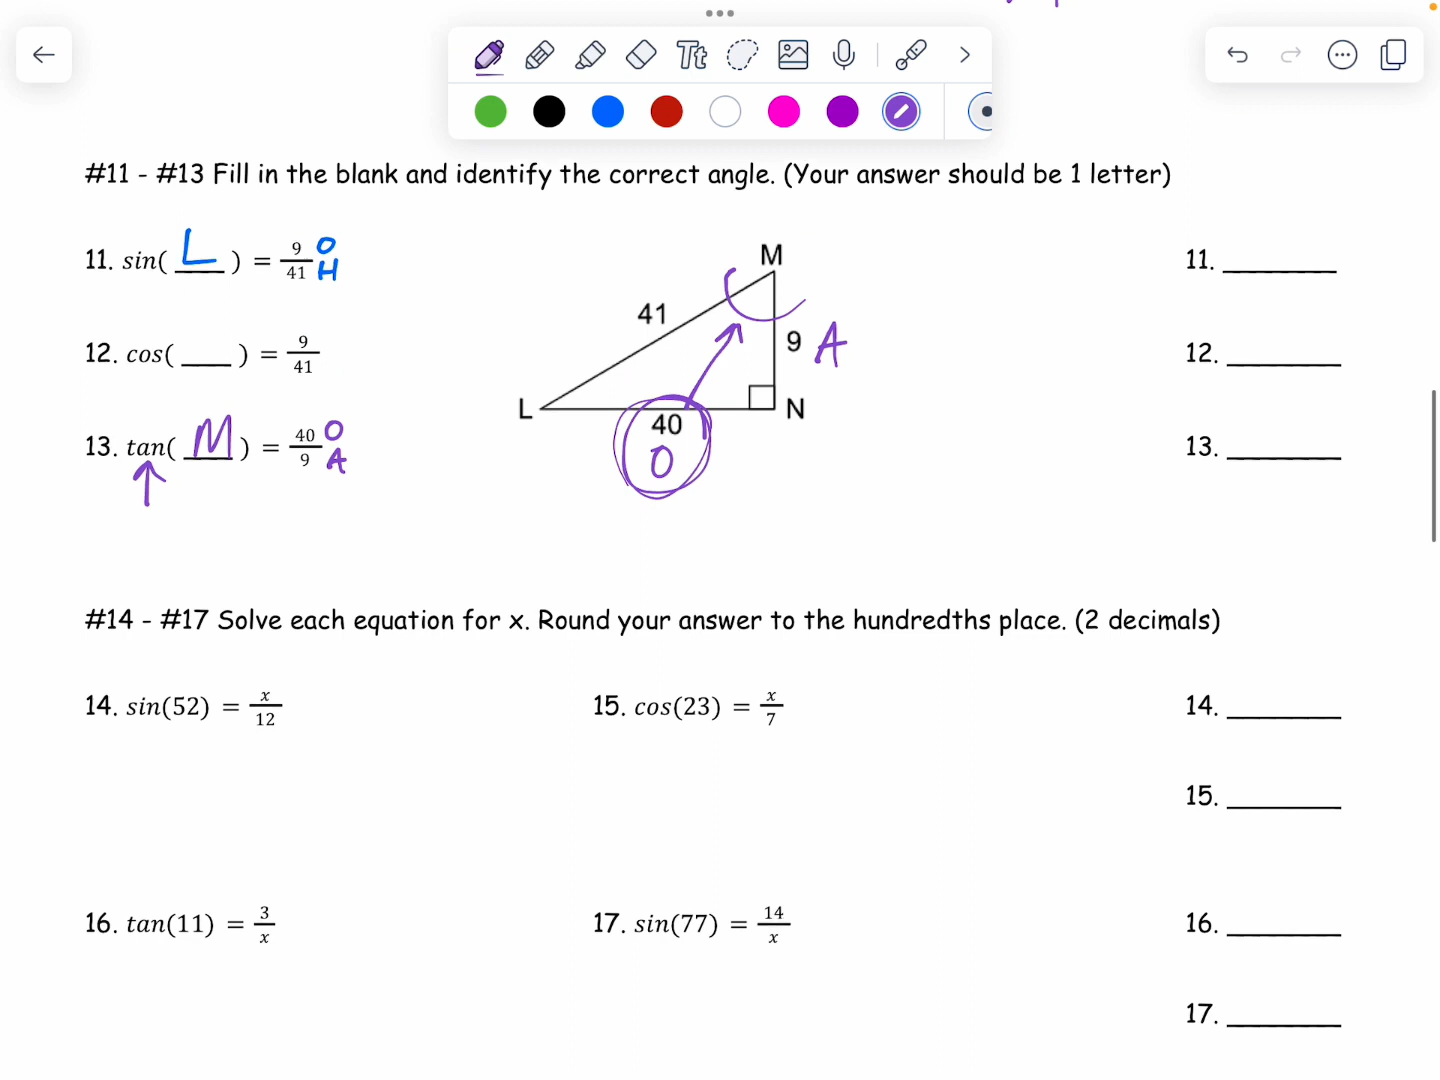 Tt
#11 - #13 Fill in the blank and identify the correct angle. (Your answer should be 1 letter)
11. sin( L ) = 9/41 O H
12. cos( ___ ) = 9/41
13. tan( M ) = 40/9 O A
M
41
9 A
L
N
40
O
11. ________
12. ________
13. ________
#14 - #17 Solve each equation for x. Round your answer to the hundredths place. (2 decimals)
14. sin(52) = x/12
15. cos(23) = x/7
14. ________
15. ________
16. tan(11) = 3/x
17. sin(77) = 14/x
16. ________
17. ________